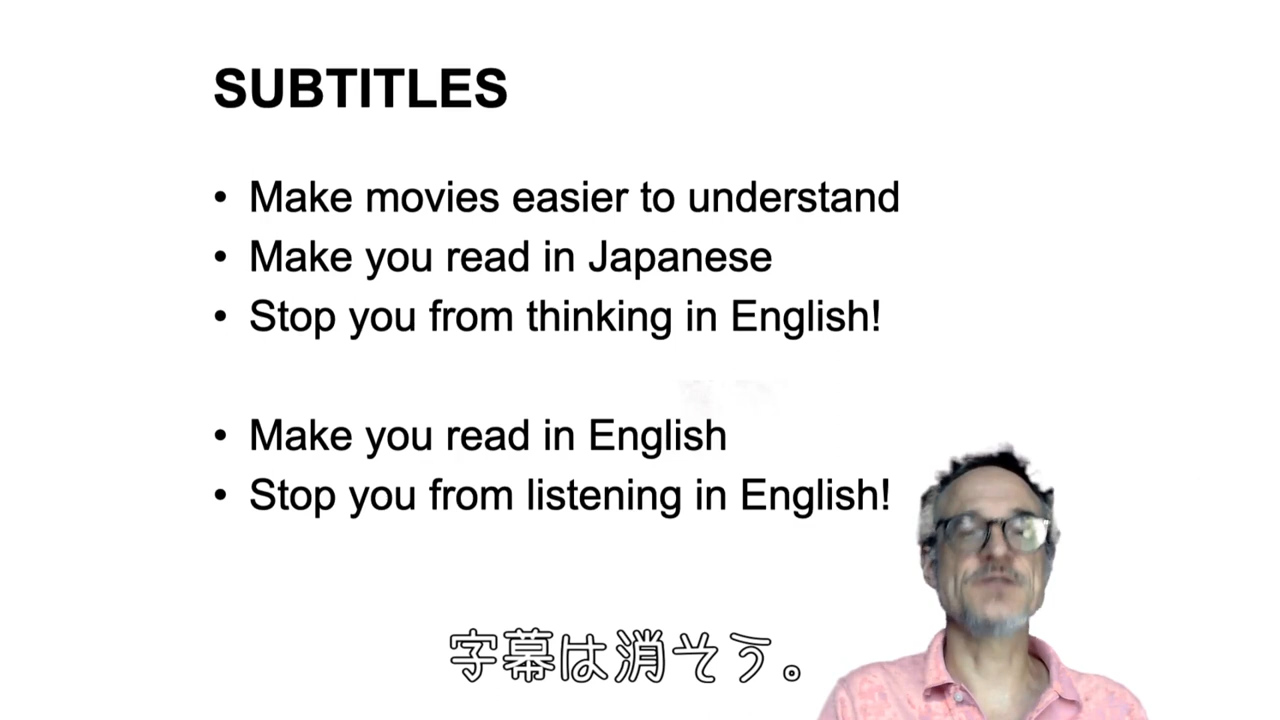 SUBTITLES
• Make movies easier to understand
• Make you read in Japanese
• Stop you from thinking in English!
• Make you read in English
• Stop you from listening in English!
字幕は消そう。